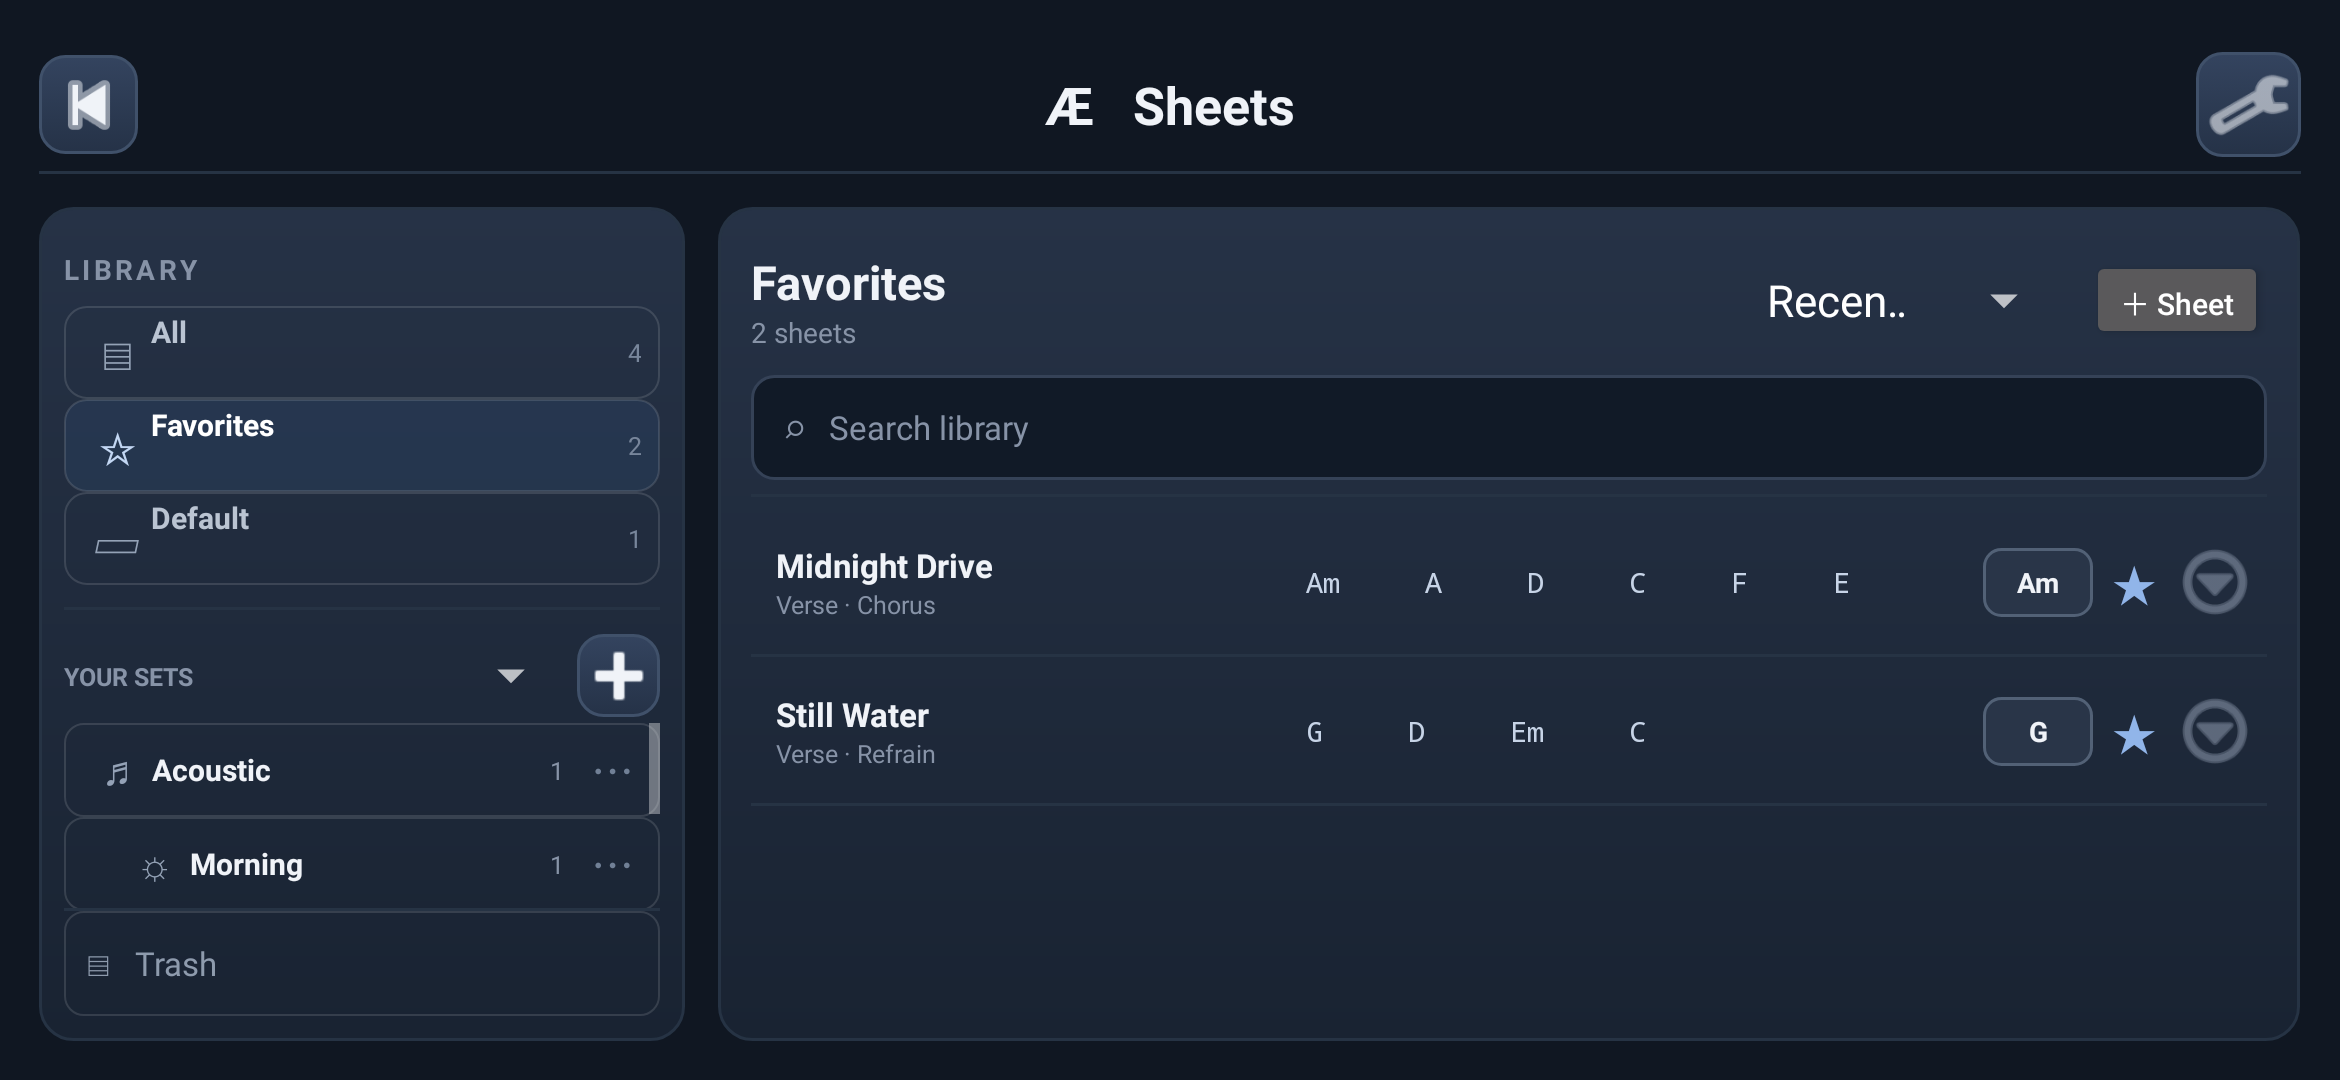 Æ Sheets
LIBRARY
All
4
Favorites
2
Default
1
YOUR SETS
Acoustic
1
Morning
1
Trash
Favorites
2 sheets
Recen..
+ Sheet
Search library
Midnight Drive
Verse · Chorus
Am A D C F E
Am
Still Water
Verse · Refrain
G D Em C
G